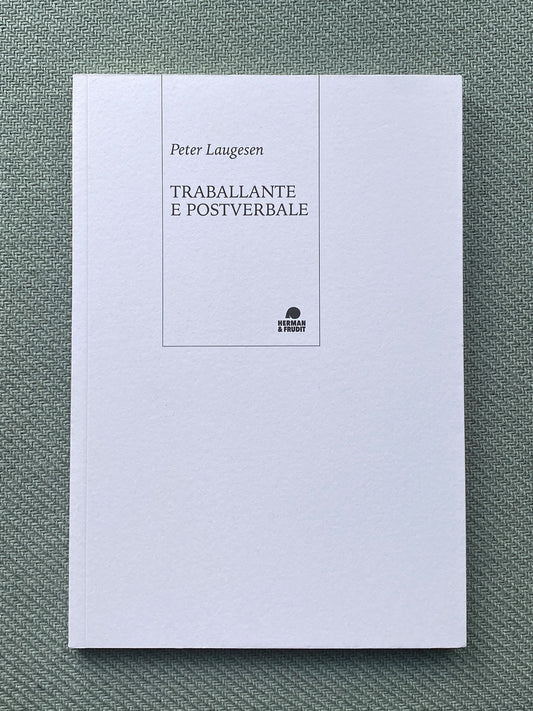 Peter Laugesen
TRABALLANTE
E POSTVERBALE
HERMAN
& FRUDIT